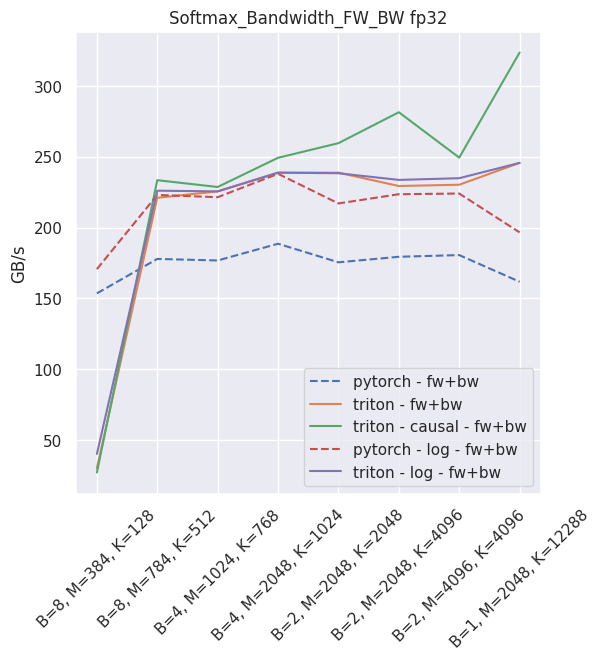 Softmax_Bandwidth_FW_BW fp32
GB/s
300
250
200
150
100
50
pytorch - fw+bw
triton - fw+bw
triton - causal - fw+bw
pytorch - log - fw+bw
triton - log - fw+bw
B=8, M=384, K=128
B=8, M=784, K=512
B=4, M=1024, K=768
B=4, M=2048, K=1024
B=2, M=2048, K=2048
B=2, M=2048, K=4096
B=2, M=4096, K=4096
B=1, M=2048, K=12288